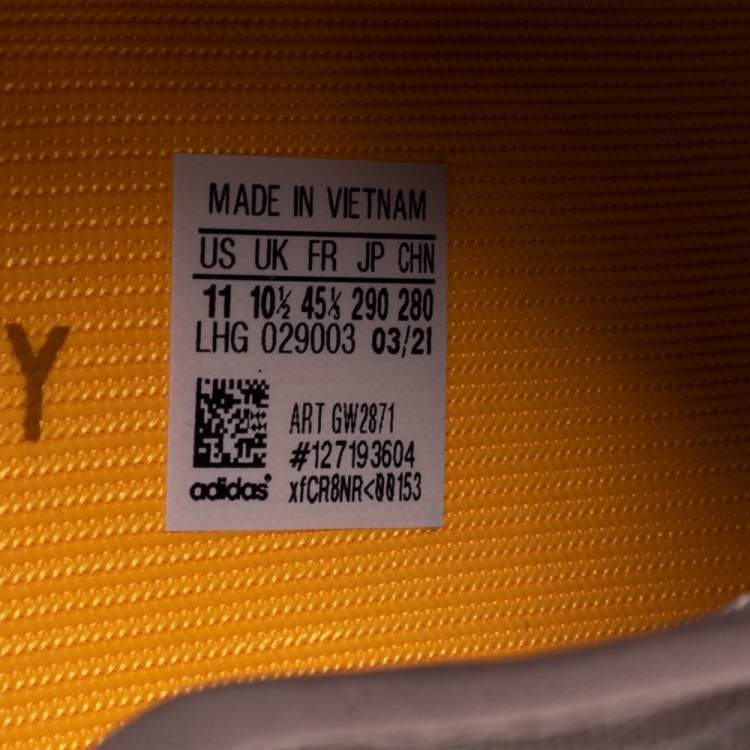 MADE IN VIETNAM
US UK FR JP CHN
11 10½ 45⅓ 290 280
LHG 029003 03/21
ART GW2871
#127193604
adidas xfCR8NR<00153
Y